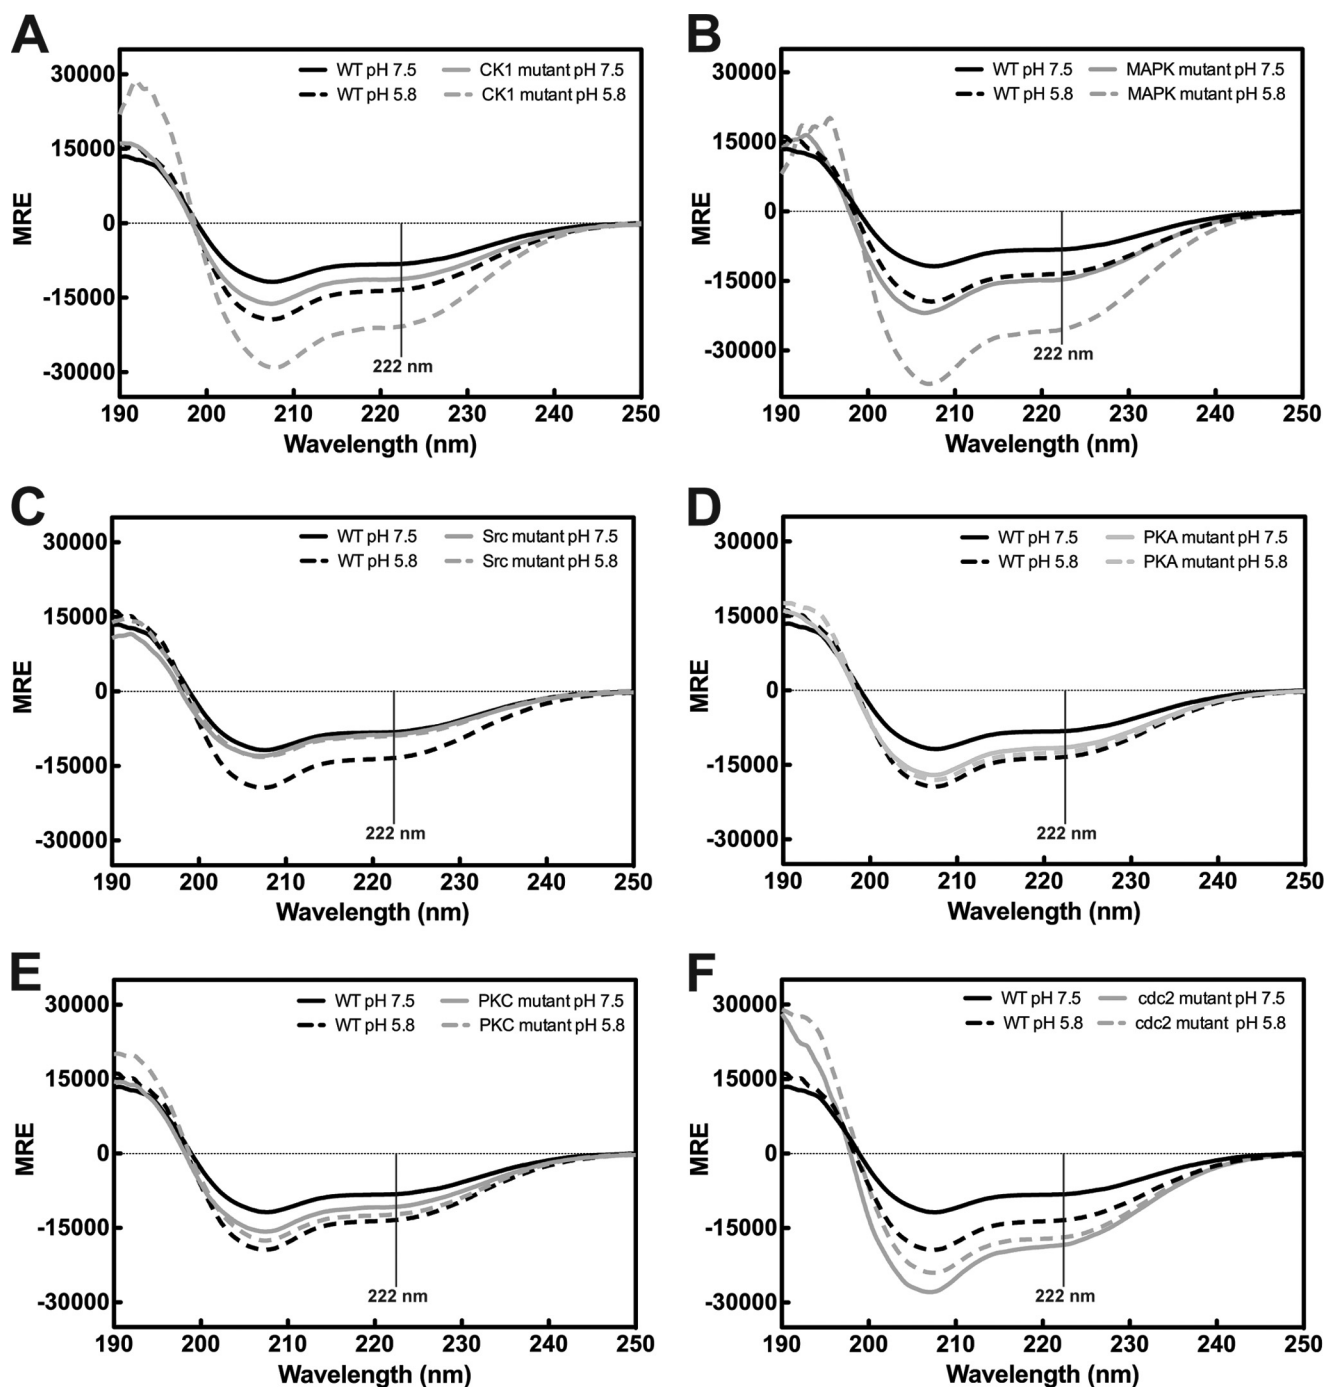 A
MRE
30000
15000
0
-15000
-30000
WT pH 7.5
CK1 mutant pH 7.5
WT pH 5.8
CK1 mutant pH 5.8
222 nm
190 200 210 220 230 240 250
Wavelength (nm)
B
MRE
30000
15000
0
-15000
-30000
WT pH 7.5
MAPK mutant pH 7.5
WT pH 5.8
MAPK mutant pH 5.8
222 nm
190 200 210 220 230 240 250
Wavelength (nm)
C
MRE
30000
15000
0
-15000
-30000
WT pH 7.5
Src mutant pH 7.5
WT pH 5.8
Src mutant pH 5.8
222 nm
190 200 210 220 230 240 250
Wavelength (nm)
D
MRE
30000
15000
0
-15000
-30000
WT pH 7.5
PKA mutant pH 7.5
WT pH 5.8
PKA mutant pH 5.8
222 nm
190 200 210 220 230 240 250
Wavelength (nm)
E
MRE
30000
15000
0
-15000
-30000
WT pH 7.5
PKC mutant pH 7.5
WT pH 5.8
PKC mutant pH 5.8
222 nm
190 200 210 220 230 240 250
Wavelength (nm)
F
MRE
30000
15000
0
-15000
-30000
WT pH 7.5
cdc2 mutant pH 7.5
WT pH 5.8
cdc2 mutant pH 5.8
222 nm
190 200 210 220 230 240 250
Wavelength (nm)